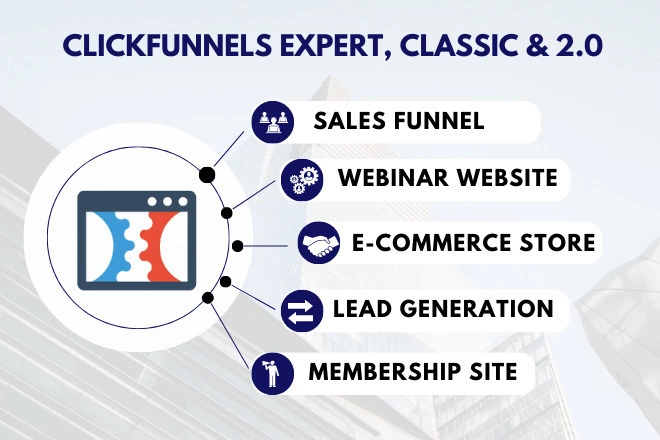 CLICKFUNNELS EXPERT, CLASSIC & 2.0
SALES FUNNEL
WEBINAR WEBSITE
E-COMMERCE STORE
LEAD GENERATION
MEMBERSHIP SITE